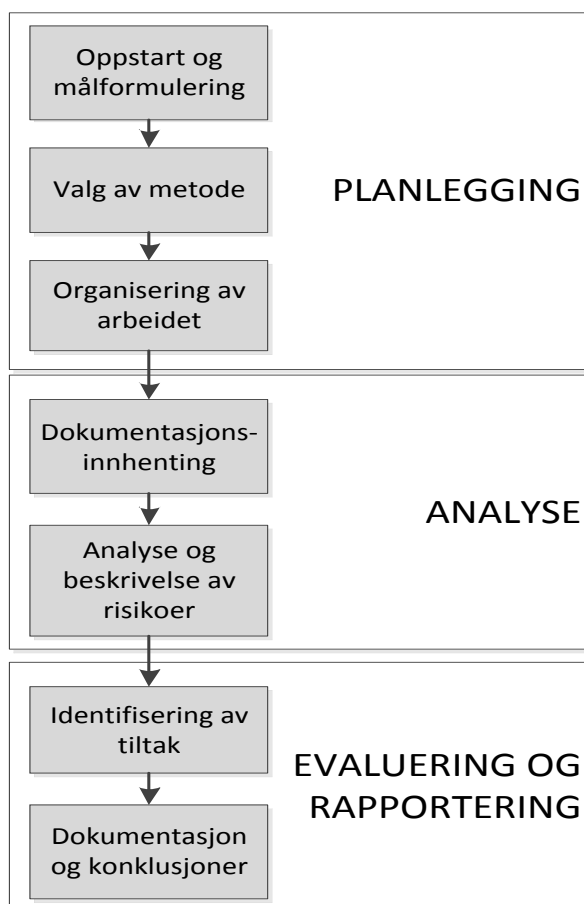 Oppstart og
målformulering
Valg av metode
PLANLEGGING
Organisering av
arbeidet
Dokumentasjons-
innhenting
ANALYSE
Analyse og
beskrivelse av
risikoer
Identifisering av
tiltak
EVALUERING OG
RAPPORTERING
Dokumentasjon
og konklusjoner